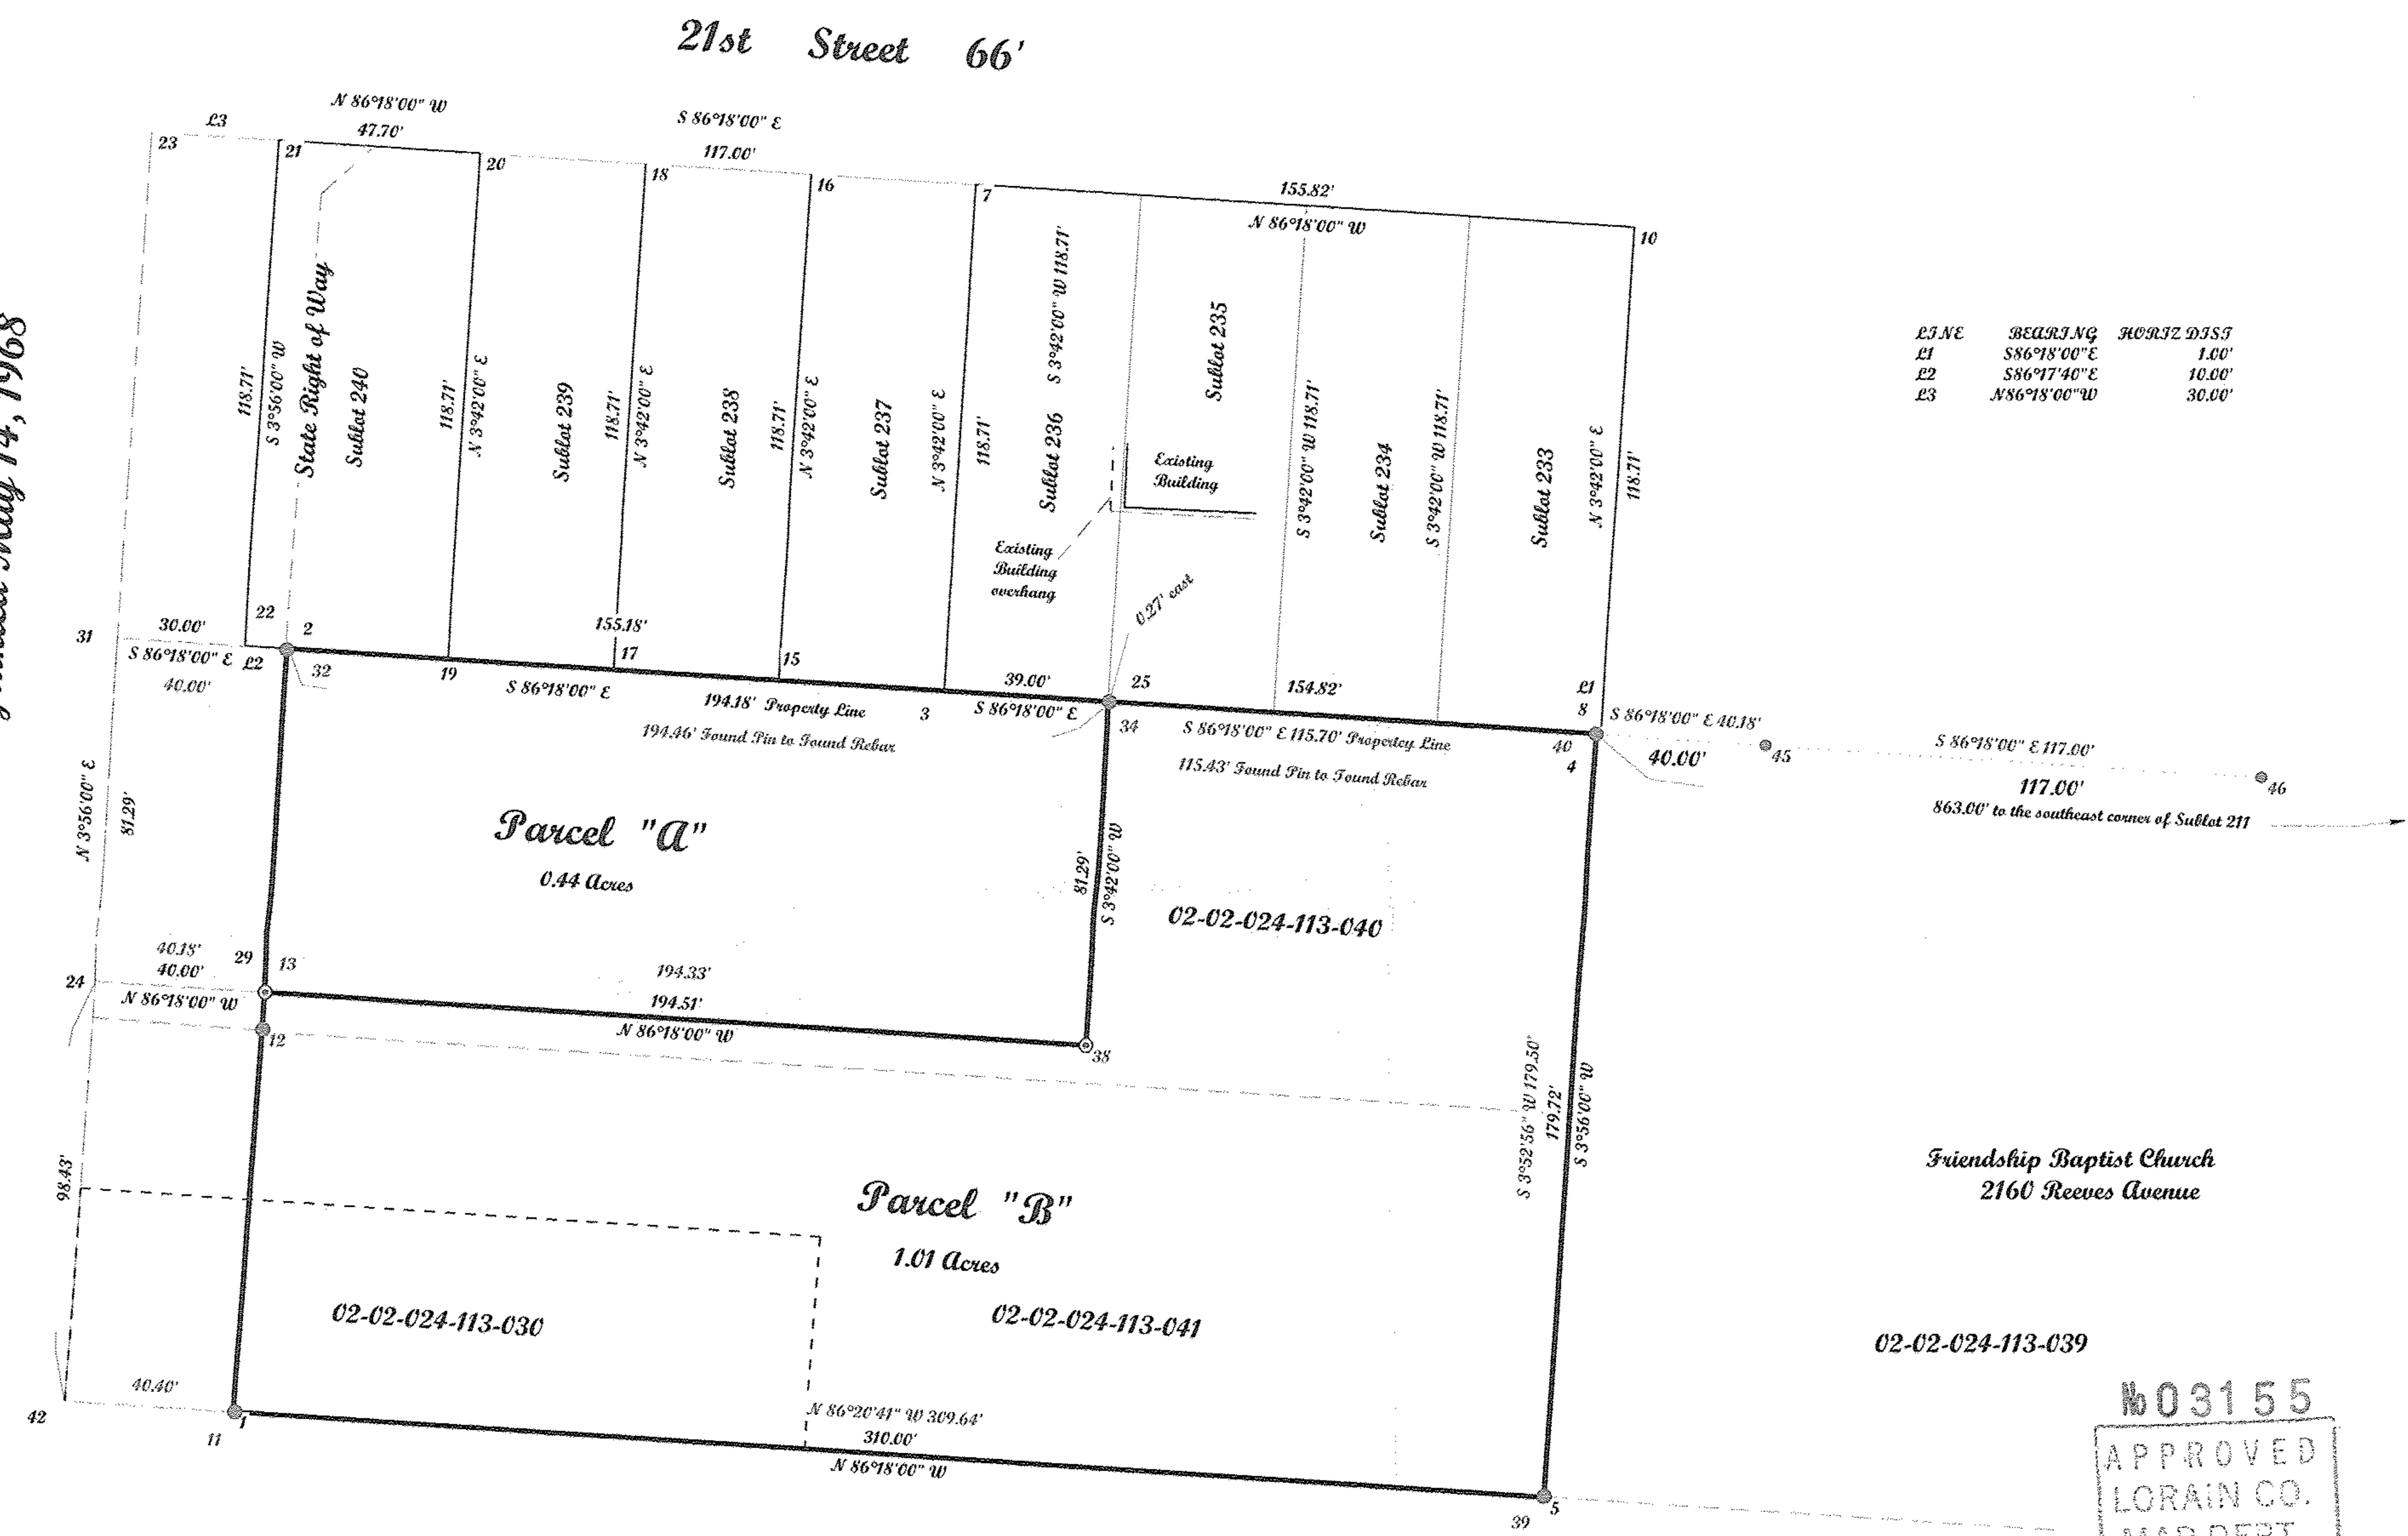 21st Street 66'
N 86°18'00" W
47.70'
S 86°18'00" E
117.00'
L3
23
21
20
18
16
7
155.82'
N 86°18'00" W
10
May 14, 1968
118.71'
S 3°56'00" W
State Right of Way
Sublot 240
118.71'
N 3°42'00" E
Sublot 239
118.71'
N 3°42'00" E
Sublot 238
118.71'
N 3°42'00" E
Sublot 237
N 3°42'00" E
118.71'
Sublot 236
S 3°42'00" W 118.71'
Sublot 235
Existing
Building
S 3°42'00" W 118.71'
Sublot 234
S 3°42'00" W 118.71'
Sublot 233
N 3°42'00" E
118.71'
LINE BEARING HORIZ DIST
L1 S86°18'00"E 1.00'
L2 S86°17'40"E 10.00'
L3 N86°18'00"W 30.00'
Existing
Building
overhang
0.27' east
31
30.00'
S 86°18'00" E
40.00'
22
L2
2
32
19
155.18'
17
15
S 86°18'00" E
194.18' Property Line
194.46' Found Pin to Found Rebar
3
39.00'
S 86°18'00" E
25
34
154.82'
S 86°18'00" E 115.70' Propertcy Line
115.43' Found Pin to Found Rebar
L1
8
40
4
S 86°18'00" E 40.18'
40.00'
45
S 86°18'00" E 117.00'
117.00'
46
863.00' to the southeast corner of Sublot 211
N 3°56'00" E
81.29'
Parcel "A"
0.44 Acres
81.29'
S 3°42'00" W
02-02-024-113-040
24
40.18'
40.00'
N 86°18'00" W
29
13
12
194.33'
194.51'
N 86°18'00" W
38
S 3°52'56" W 179.50'
179.72'
S 3°56'00" W
98.43'
Parcel "B"
1.01 Acres
02-02-024-113-030
02-02-024-113-041
Friendship Baptist Church
2160 Reeves Avenue
02-02-024-113-039
42
40.40'
1
11
N 86°20'41" W 309.64'
310.00'
N 86°18'00" W
5
39
№ 03155
APPROVED
LORAIN CO.
MAP DEPT.